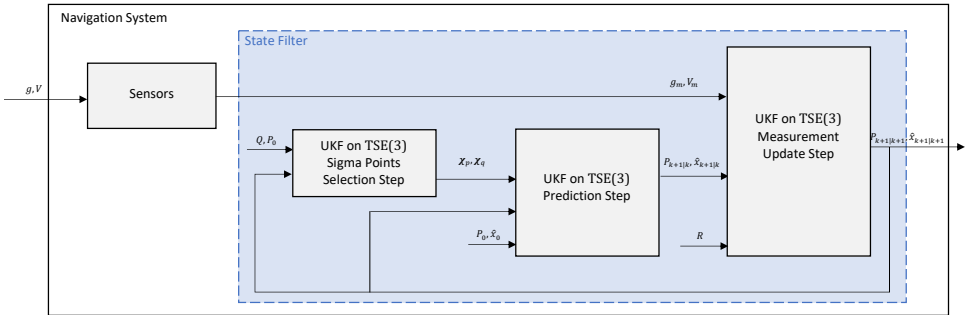 Navigation System
State Filter
g, V
Sensors
g_m, V_m
Q, P_0
UKF on TSE(3)
Sigma Points
Selection Step
χ_p, χ_q
UKF on TSE(3)
Prediction Step
P_0, x̂_0
P_{k+1|k}, x̂_{k+1|k}
R
UKF on TSE(3)
Measurement
Update Step
P_{k+1|k+1}, x̂_{k+1|k+1}